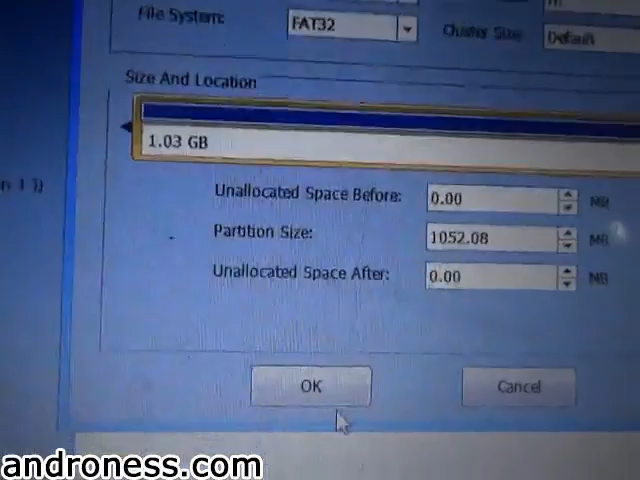 File System: FAT32 Cluster Size: Default
Size And Location
1.03 GB
Unallocated Space Before: 0.00 MB
Partition Size: 1052.08 MB
Unallocated Space After: 0.00 MB
OK Cancel
androness.com